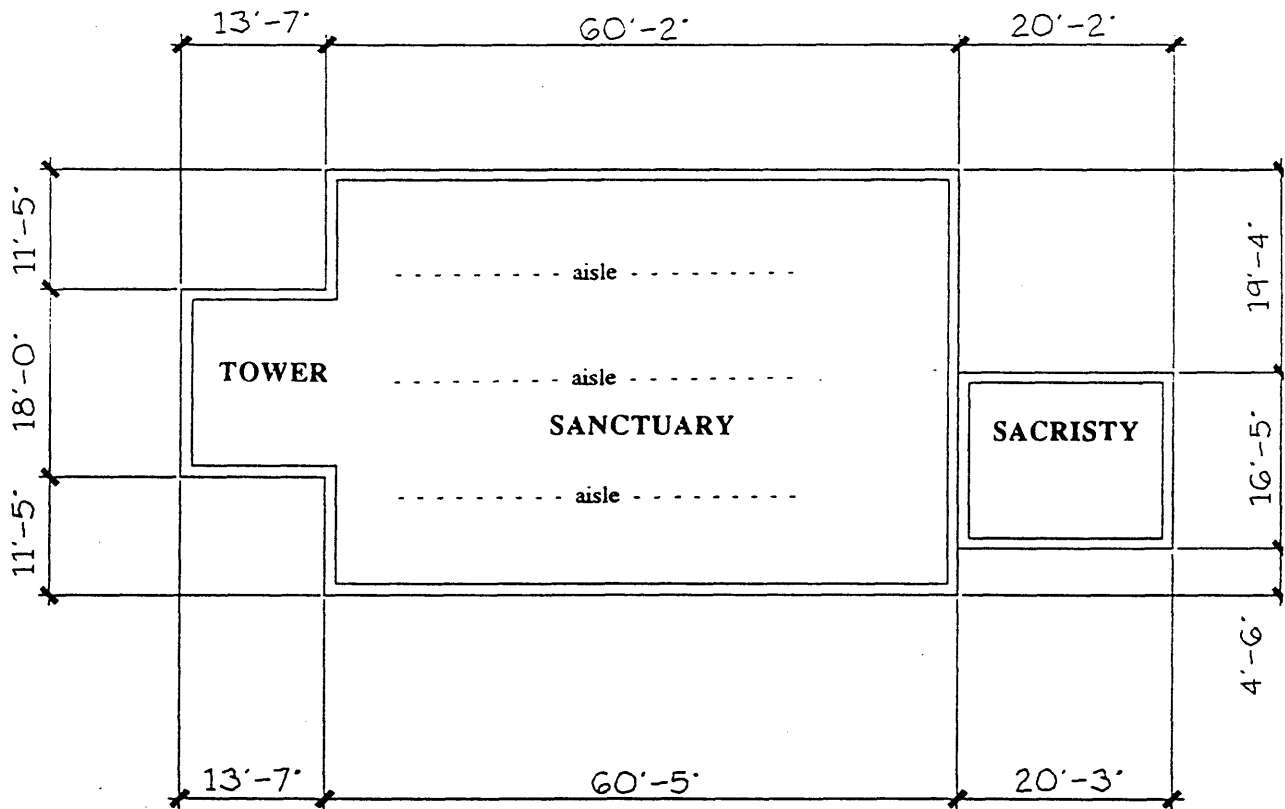 13'-7"
60'-2"
20'-2"
11'-5"
18'-0"
11'-5"
aisle
TOWER
aisle
SANCTUARY
aisle
SACRISTY
19'-4"
16'-5"
4'-6"
13'-7"
60'-5"
20'-3"